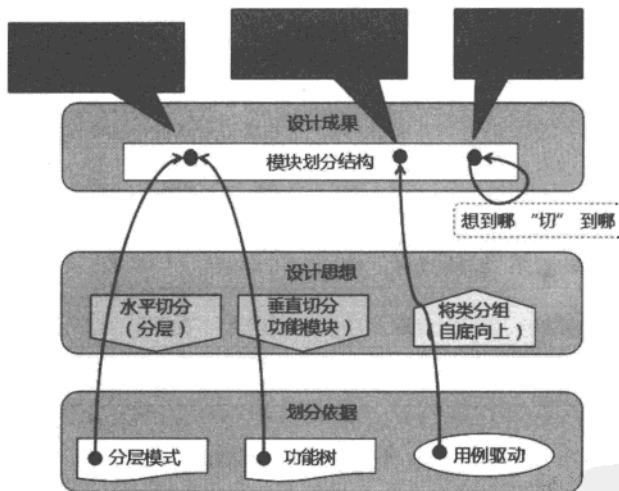 设计成果
模块划分结构
想到哪 “切” 到哪
设计思想
水平切分
（分层）
垂直切分
（功能模块）
将类分组
（自底向上）
划分依据
分层模式
功能树
用例驱动